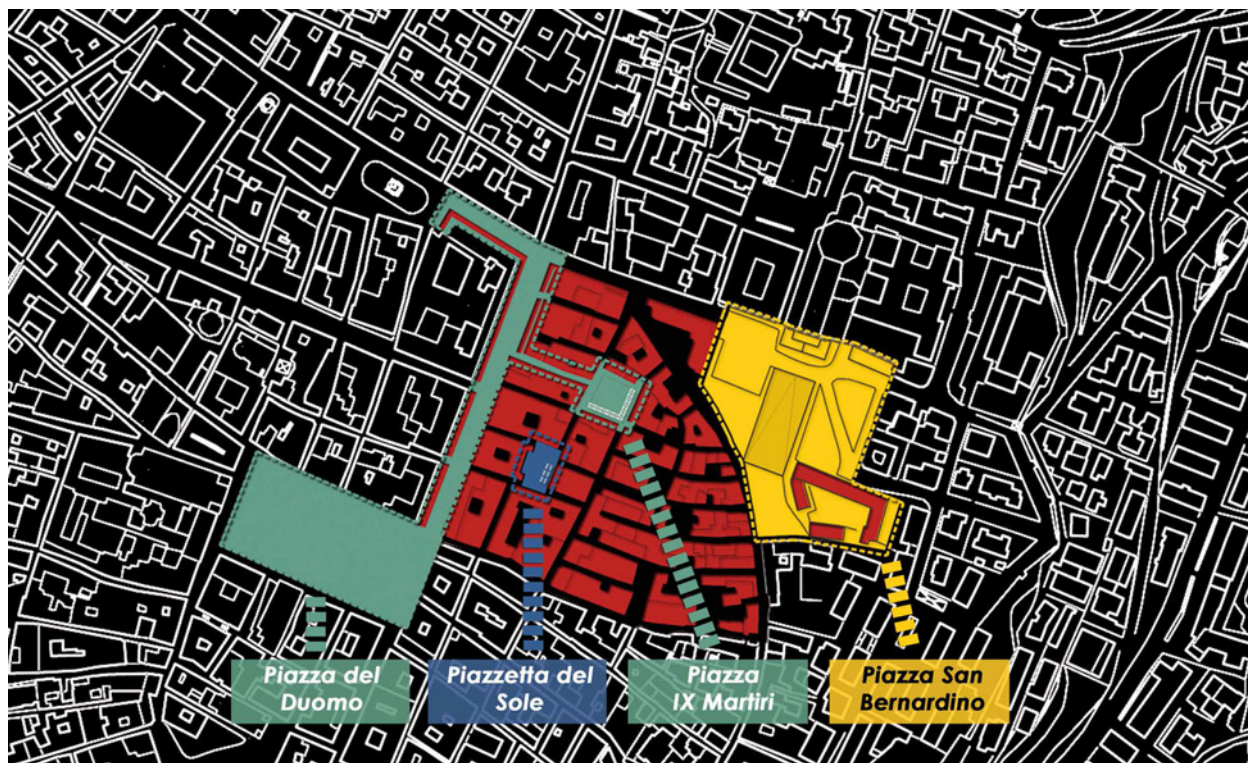 Piazza del
Duomo
Piazzetta del
Sole
Piazza
IX Martiri
Piazza San
Bernardino